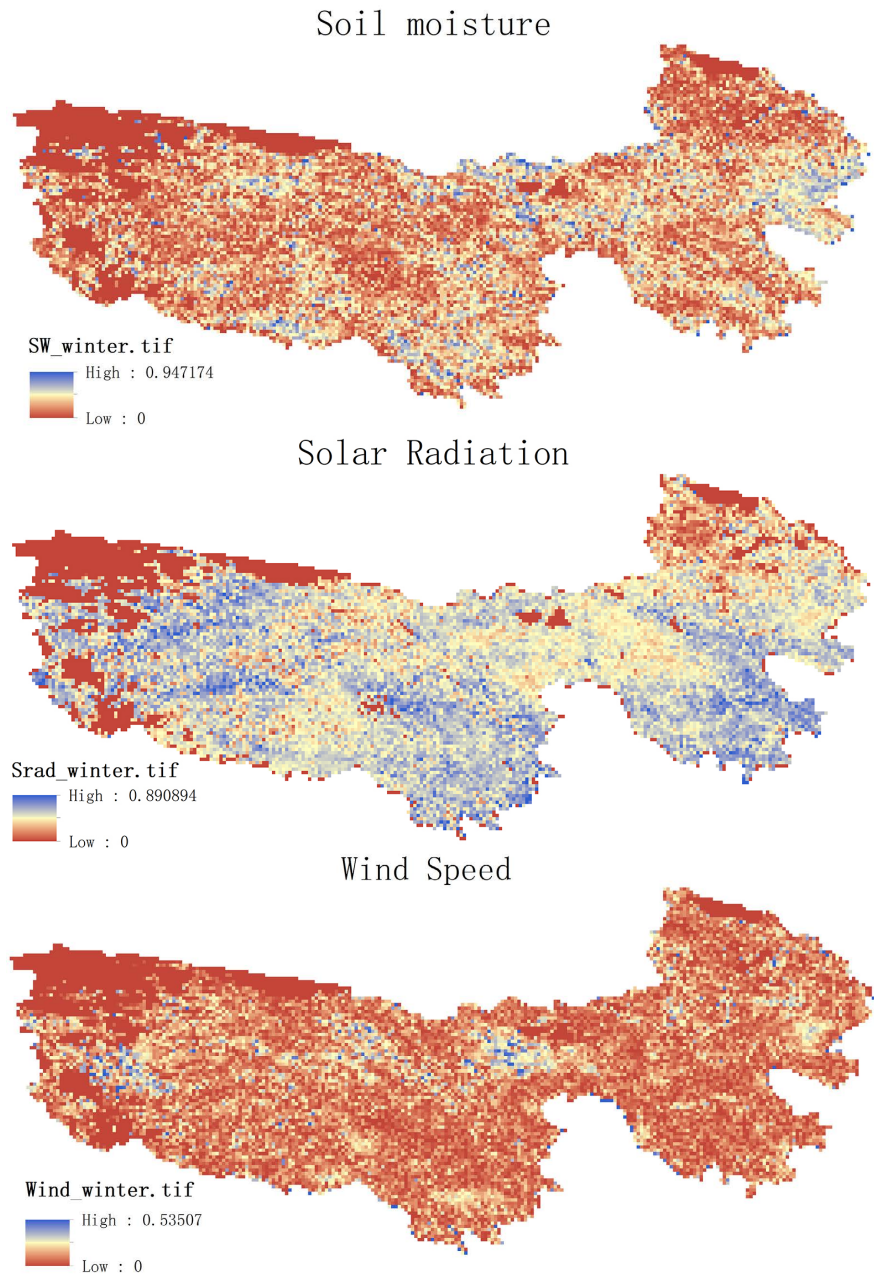 Soil moisture
SW_winter.tif
High : 0.947174
Low : 0
Solar Radiation
Srad_winter.tif
High : 0.890894
Low : 0
Wind Speed
Wind_winter.tif
High : 0.53507
Low : 0